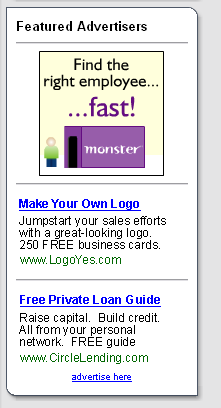 Featured Advertisers
Find the
right employee...
...fast!
monster
Make Your Own Logo
Jumpstart your sales efforts
with a great-looking logo.
250 FREE business cards.
www.LogoYes.com
Free Private Loan Guide
Raise capital.  Build credit.
All from your personal
network.  FREE guide
www.CircleLending.com
advertise here